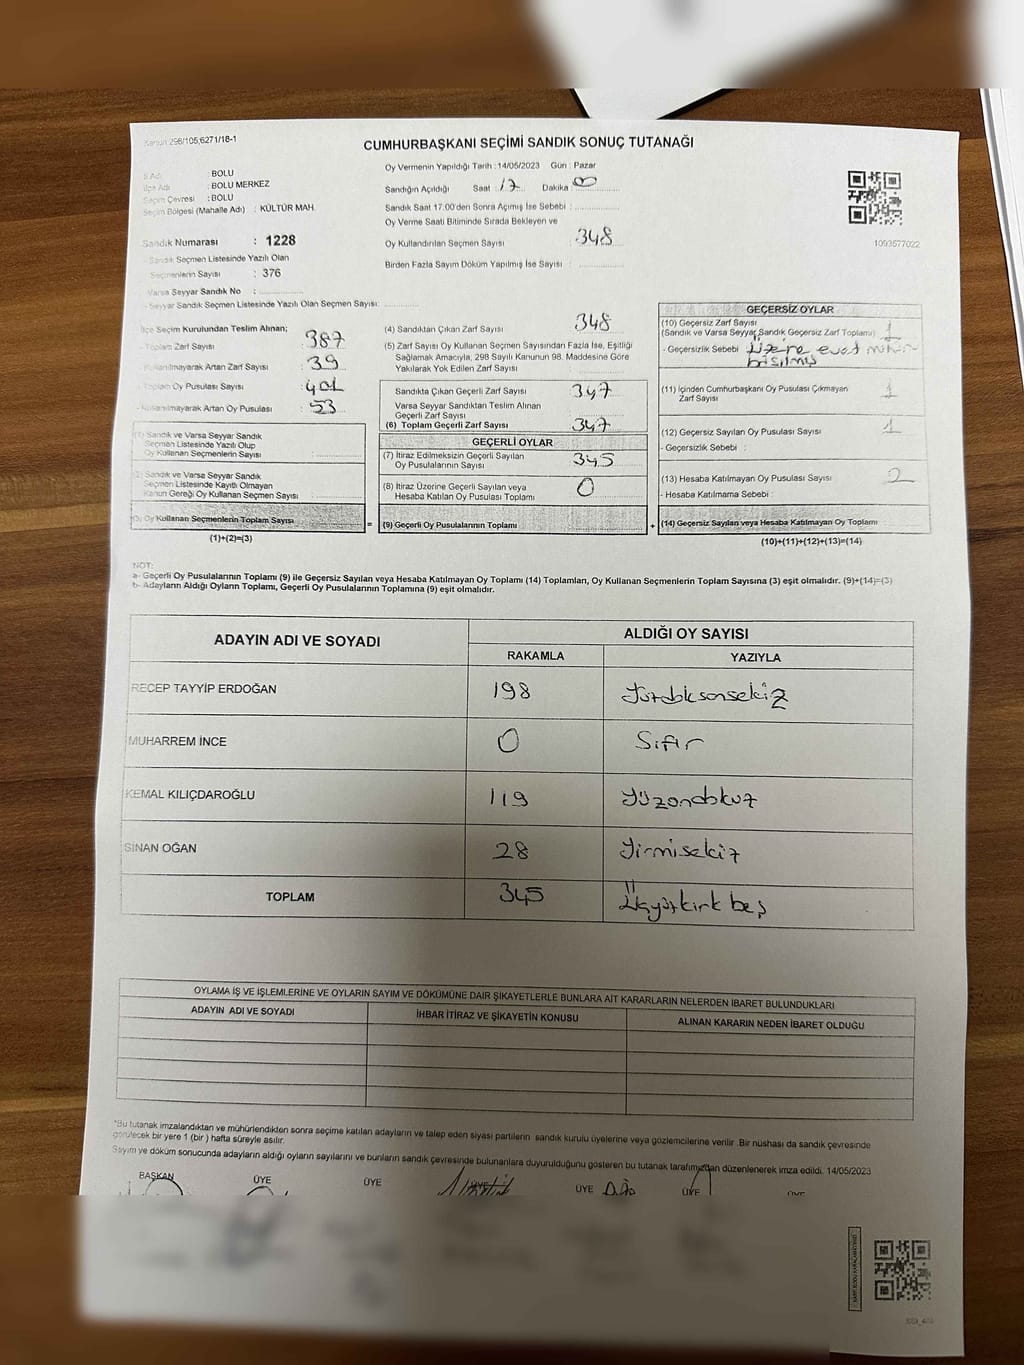 Kanun 298/105;6271/18-1
CUMHURBAŞKANI SEÇİMİ SANDIK SONUÇ TUTANAĞI
İl Adı : BOLU
İlçe Adı : BOLU MERKEZ
Seçim Çevresi : BOLU
Seçim Bölgesi (Mahalle Adı) : KÜLTÜR MAH.
Sandık Numarası : 1228
Sandık Seçmen Listesinde Yazılı Olan
Seçmenlerin Sayısı : 376
Varsa Seyyar Sandık No :
- Seyyar Sandık Seçmen Listesinde Yazılı Olan Seçmen Sayısı:
Oy Vermenin Yapıldığı Tarih : 14/05/2023 Gün : Pazar
Sandığın Açıldığı Saat : 17 Dakika :
Sandık Saat 17:00'den Sonra Açımış İse Sebebi :
Oy Verme Saati Bitiminde Sırada Bekleyen ve
Oy Kullandırılan Seçmen Sayısı : 348
Birden Fazla Sayım Döküm Yapılmış İse Sayısı :
1093577022
İlçe Seçim Kurulundan Teslim Alınan;
- Toplam Zarf Sayısı : 387
- Kullanılmayarak Artan Zarf Sayısı : 39
- Toplam Oy Pusulası Sayısı : 401
- Kullanılmayarak Artan Oy Pusulası : 53
(1) Sandık ve Varsa Seyyar Sandık
Seçmen Listesinde Yazılı Olup
Oy Kullanan Seçmenlerin Sayısı :
(2) Sandık ve Varsa Seyyar Sandık
Seçmen Listesinde Kayıtlı Olmayan
Kanun Gereği Oy Kullanan Seçmen Sayısı :
(3) Oy Kullanan Seçmenlerin Toplam Sayısı
(1)+(2)=(3)
(4) Sandıktan Çıkan Zarf Sayısı : 348
(5) Zarf Sayısı Oy Kullanan Seçmen Sayısından Fazla İse, Eşitliği
Sağlamak Amacıyla, 298 Sayılı Kanunun 98. Maddesine Göre
Yakılarak Yok Edilen Zarf Sayısı :
Sandıkta Çıkan Geçerli Zarf Sayısı : 347
Varsa Seyyar Sandıktan Teslim Alınan
Geçerli Zarf Sayısı :
(6) Toplam Geçerli Zarf Sayısı : 347
GEÇERLİ OYLAR
(7) İtiraz Edilmeksizin Geçerli Sayılan
Oy Pusulalarının Sayısı : 345
(8) İtiraz Üzerine Geçerli Sayılan veya
Hesaba Katılan Oy Pusulası Toplamı : 0
= (9) Geçerli Oy Pusulalarının Toplamı
GEÇERSİZ OYLAR
(10) Geçersiz Zarf Sayısı
(Sandık ve Varsa Seyyar Sandık Geçersiz Zarf Toplamı) : 1
- Geçersizlik Sebebi : Üzerine evet mührü
basılmış
(11) İçinden Cumhurbaşkanı Oy Pusulası Çıkmayan
Zarf Sayısı : 1
(12) Geçersiz Sayılan Oy Pusulası Sayısı : 1
- Geçersizlik Sebebi :
(13) Hesaba Katılmayan Oy Pusulası Sayısı : 2
- Hesaba Katılmama Sebebi :
+ (14) Geçersiz Sayılan veya Hesaba Katılmayan Oy Toplamı
(10)+(11)+(12)+(13)=(14)
NOT:
a- Geçerli Oy Pusulalarının Toplamı (9) ile Geçersiz Sayılan veya Hesaba Katılmayan Oy Toplamı (14) Toplamları, Oy Kullanan Seçmenlerin Toplam Sayısına (3) eşit olmalıdır. (9)+(14)=(3)
b- Adayların Aldığı Oyların Toplamı, Geçerli Oy Pusulalarının Toplamına (9) eşit olmalıdır.
ADAYIN ADI VE SOYADI ALDIĞI OY SAYISI
RAKAMLA YAZIYLA
RECEP TAYYİP ERDOĞAN 198 Yüzdoksansekiz
MUHARREM İNCE 0 Sıfır
KEMAL KILIÇDAROĞLU 119 Yüzondokuz
SİNAN OĞAN 28 Yirmisekiz
TOPLAM 345 Üçyüzkırk beş
OYLAMA İŞ VE İŞLEMLERİNE VE OYLARIN SAYIM VE DÖKÜMÜNE DAİR ŞİKAYETLERLE BUNLARA AİT KARARLARIN NELERDEN İBARET BULUNDUKLARI
ADAYIN ADI VE SOYADI İHBAR İTİRAZ VE ŞİKAYETİN KONUSU ALINAN KARARIN NEDEN İBARET OLDUĞU
*Bu tutanak imzalandıktan ve mühürlendikten sonra seçime katılan adayların ve talep eden siyasi partilerin sandık kurulu üyelerine veya gözlemcilerine verilir. Bir nüshası da sandık çevresinde
görülecek bir yere 1 (bir ) hafta süreyle asılır.
Sayım ve döküm sonucunda adayların aldığı oyların sayılarını ve bunların sandık çevresinde bulunanlara duyurulduğunu gösteren bu tutanak tarafımızdan düzenlenerek imza edildi. 14/05/2023
BAŞKAN ÜYE ÜYE ÜYE ÜYE ÜYE ÜYE